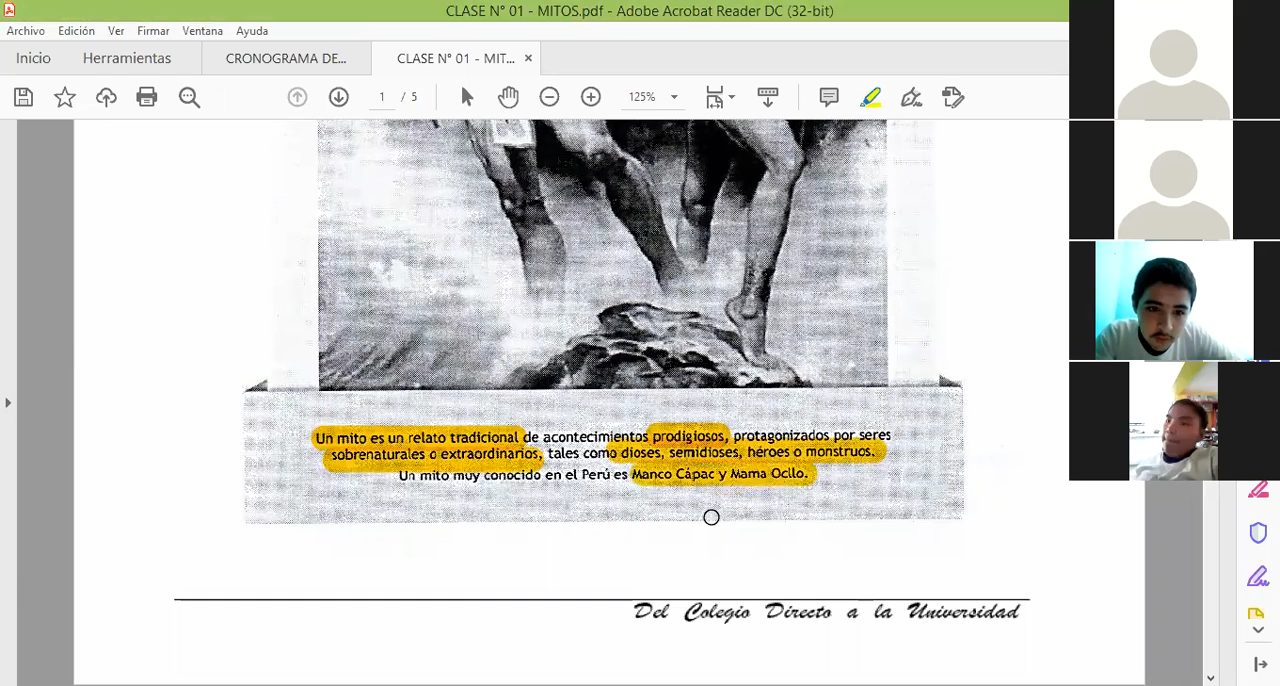 CLASE N° 01 - MITOS.pdf - Adobe Acrobat Reader DC (32-bit)
Archivo Edición Ver Firmar Ventana Ayuda
Inicio Herramientas CRONOGRAMA DE... CLASE N° 01 - MIT... ×
1 / 5 125%
Un mito es un relato tradicional de acontecimientos prodigiosos, protagonizados por seres
sobrenaturales o extraordinarios, tales como dioses, semidioses, héroes o monstruos.
Un mito muy conocido en el Perú es Manco Cápac y Mama Ocllo.
Del Colegio Directo a la Universidad